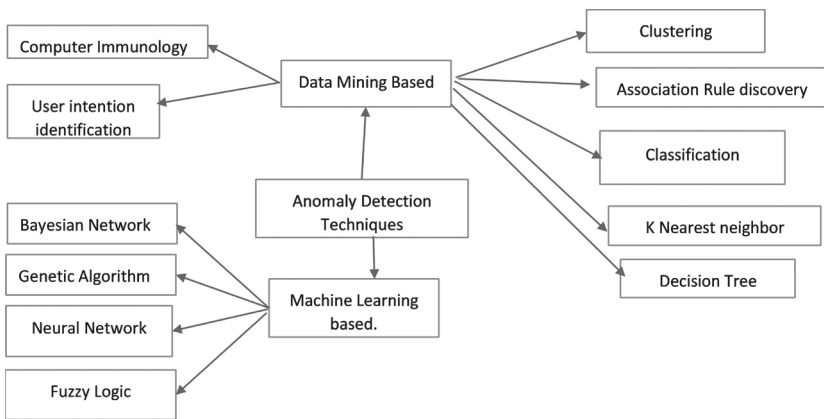 Computer Immunology
User intention
identification
Data Mining Based
Clustering
Association Rule discovery
Classification
K Nearest neighbor
Decision Tree
Anomaly Detection
Techniques
Bayesian Network
Genetic Algorithm
Neural Network
Fuzzy Logic
Machine Learning
based.